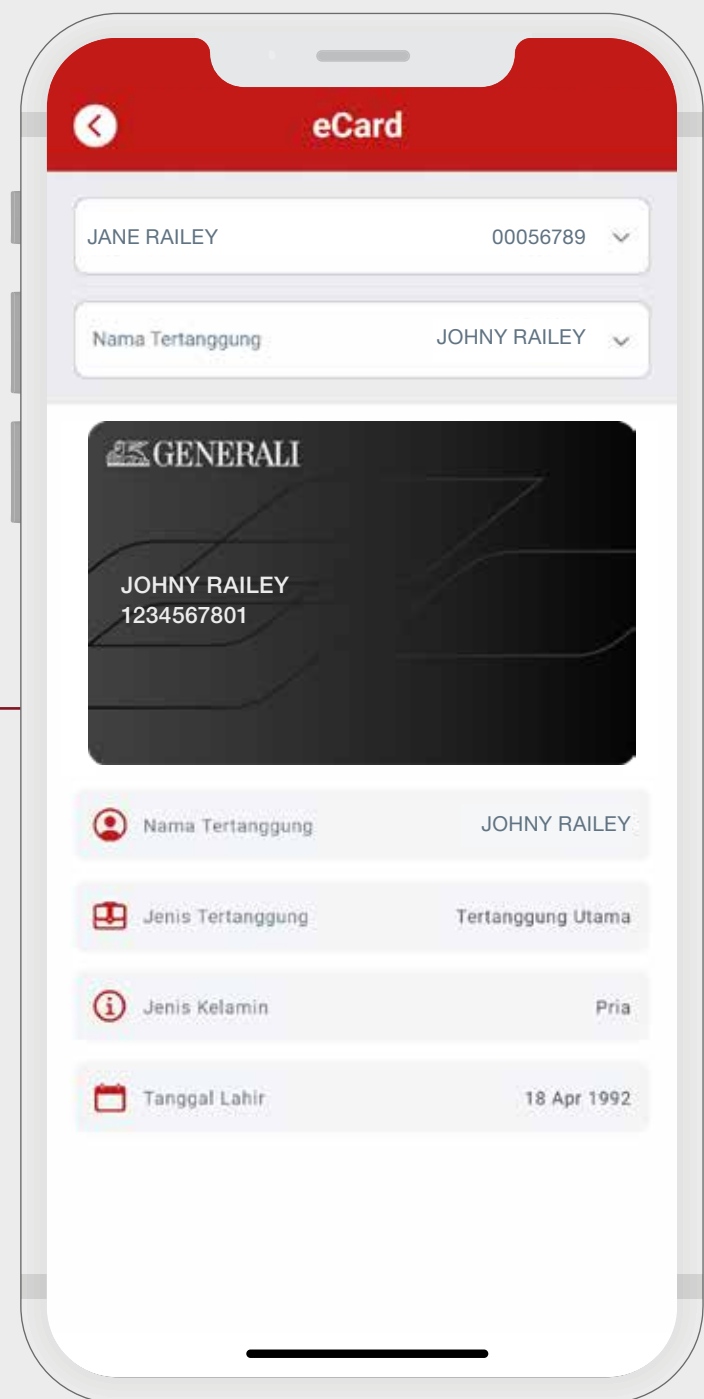 eCard
JANE RAILEY 00056789
Nama Tertanggung JOHNY RAILEY
GENERALI
JOHNY RAILEY
1234567801
Nama Tertanggung JOHNY RAILEY
Jenis Tertanggung Tertanggung Utama
Jenis Kelamin Pria
Tanggal Lahir 18 Apr 1992